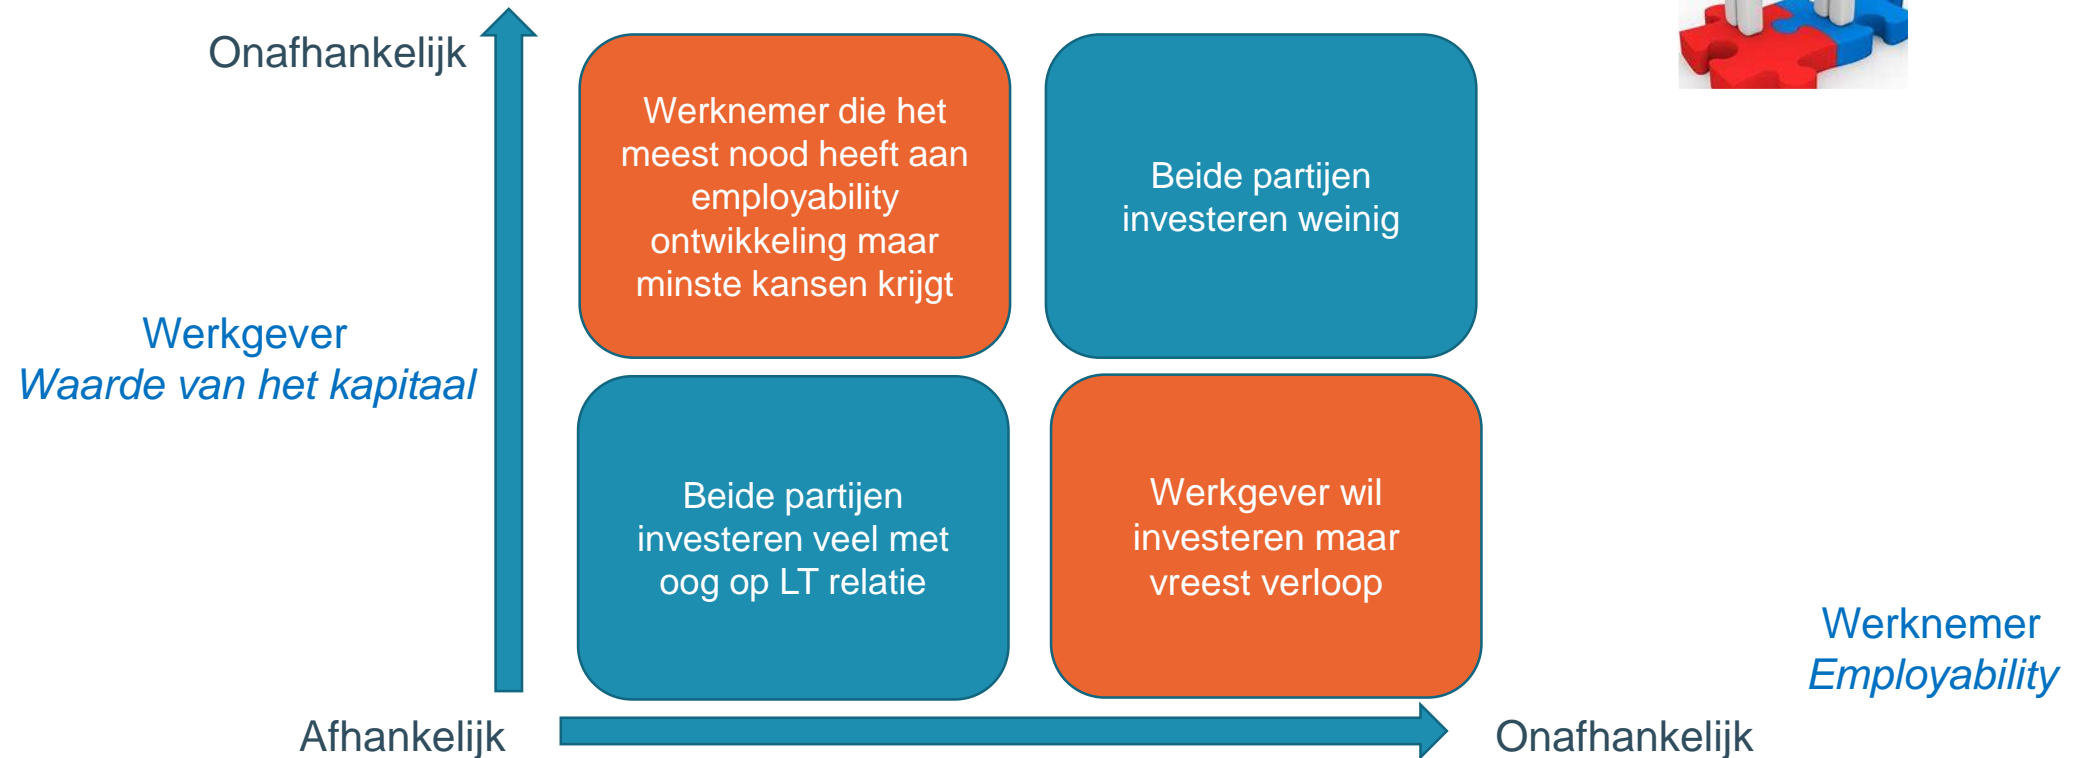 Onafhankelijk
Werknemer die het
meest nood heeft aan
employability
ontwikkeling maar
minste kansen krijgt
Beide partijen
investeren weinig
Werkgever
Waarde van het kapitaal
Beide partijen
investeren veel met
oog op LT relatie
Werkgever wil
investeren maar
vreest verloop
Werknemer
Employability
Afhankelijk
Onafhankelijk